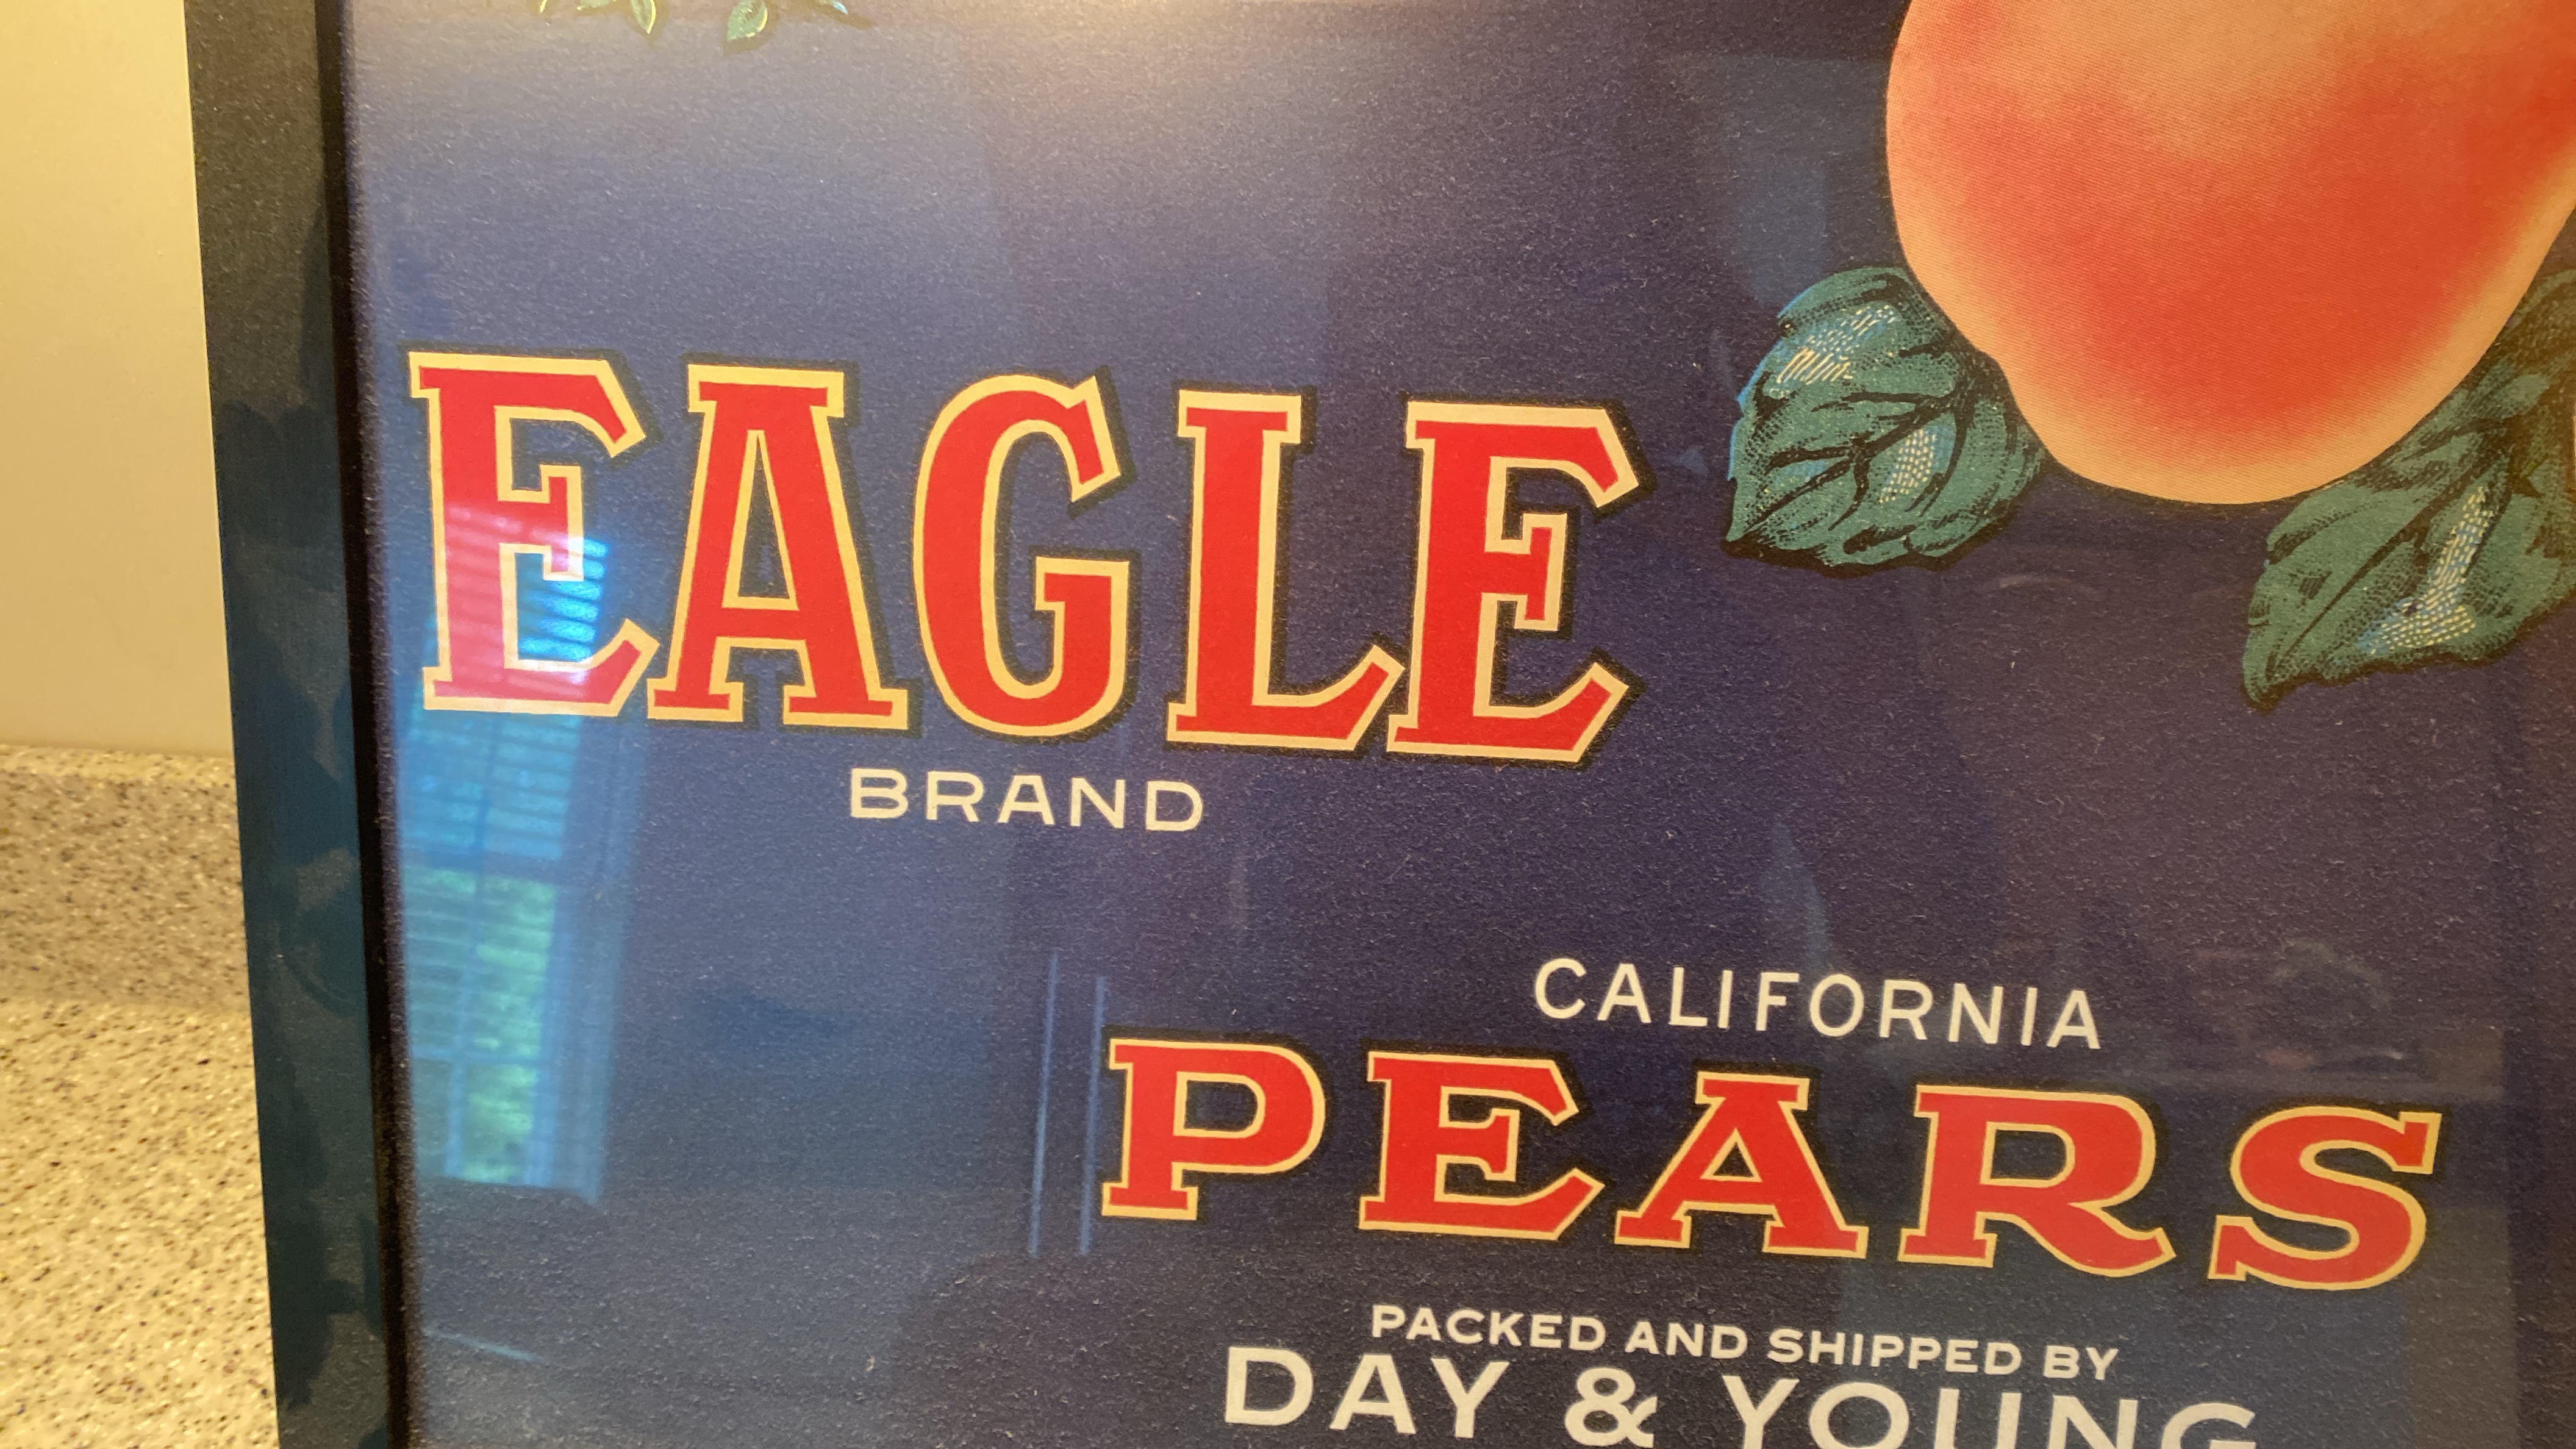 EAGLE
BRAND
CALIFORNIA
PEARS
PACKED AND SHIPPED BY
DAY & YOUNG